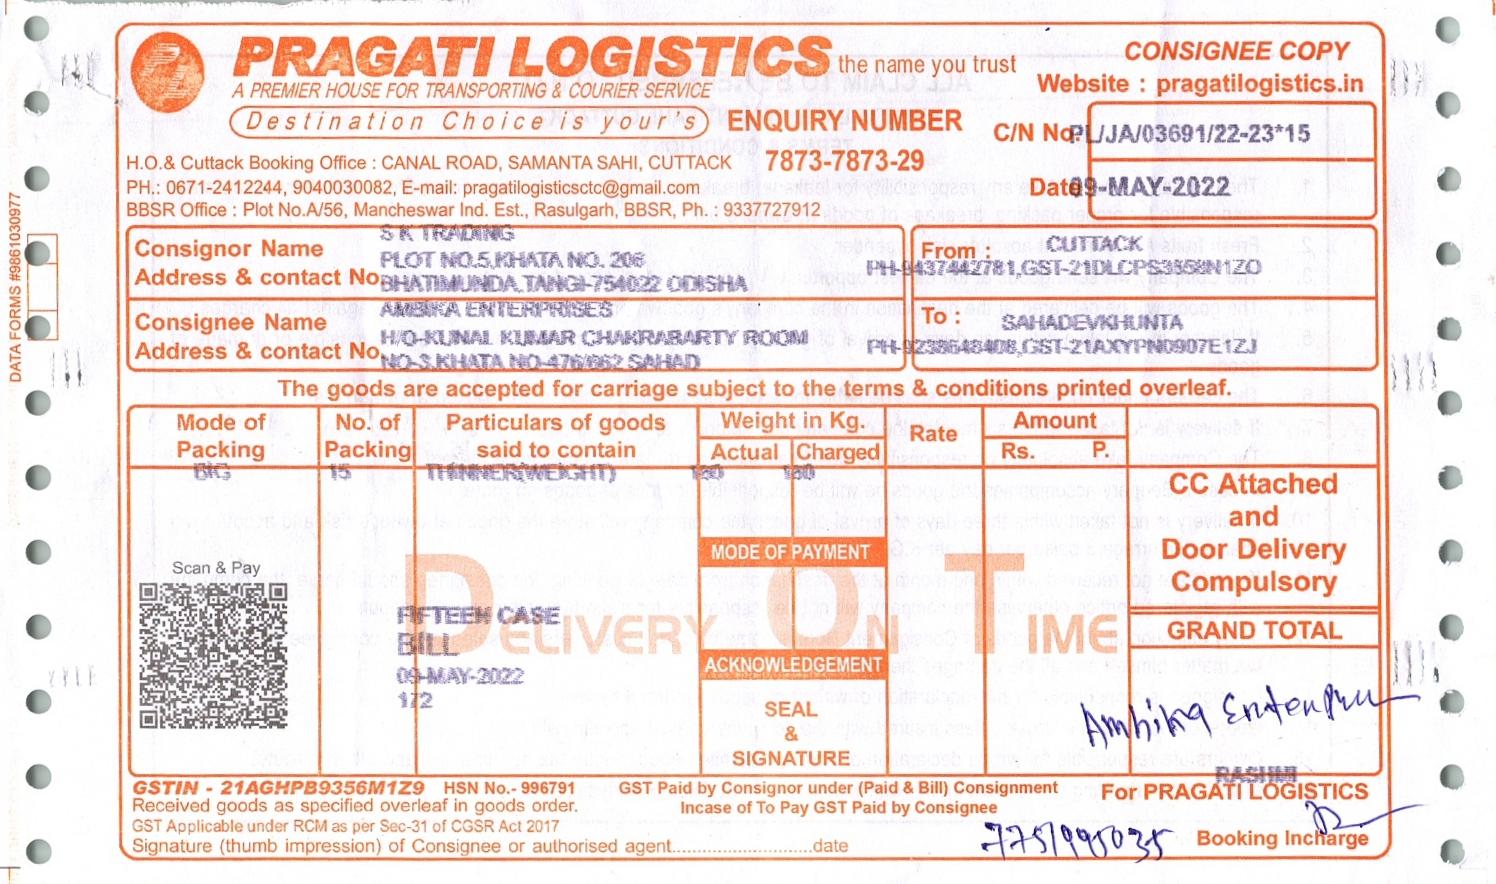 PRAGATI LOGISTICS the name you trust
A PREMIER HOUSE FOR TRANSPORTING & COURIER SERVICE
Destination Choice is yours
ENQUIRY NUMBER
7873-7873-29
CONSIGNEE COPY
Website : pragatilogistics.in
C/N No. PL/JA/03691/22-23*15
Date 09-MAY-2022
H.O.& Cuttack Booking Office : CANAL ROAD, SAMANTA SAHI, CUTTACK
PH.: 0671-2412244, 9040030082, E-mail: pragatilogisticsctc@gmail.com
BBSR Office : Plot No.A/56, Mancheswar Ind. Est., Rasulgarh, BBSR, Ph. : 9337727912
DATA FORMS #9861030977
Consignor Name
Address & contact No.
S K TRADING
PLOT NO.5,KHATA NO. 206
BHATIMUNDA,TANGI-754022 ODISHA
From :
CUTTACK
PH-9437442781,GST-21DLCPS3658N1ZO
Consignee Name
Address & contact No.
AMBIKA ENTERPRISES
H/O-KUNAL KUMAR CHAKRABARTY ROOM
NO-3,KHATA NO-476/662 SAHAD
To :
SAHADEVKHUNTA
PH-9238648408,GST-21AXYPN0907E1ZJ
The goods are accepted for carriage subject to the terms & conditions printed overleaf.
Mode of Packing
No. of Packing
Particulars of goods said to contain
Weight in Kg.
Actual Charged
Rate
Amount
Rs. P.
BIG 15 THINNER(WEIGHT) 180 180
CC Attached
and
Door Delivery
Compulsory
GRAND TOTAL
MODE OF PAYMENT
Scan & Pay
DELIVERY ON TIME
FIFTEEN CASE
BILL
09-MAY-2022
172
ACKNOWLEDGEMENT
SEAL
&
SIGNATURE
Ambika
RASHMI
GSTIN - 21AGHPB9356M1Z9 HSN No.- 996791
GST Paid by Consignor under (Paid & Bill) Consignment
Incase of To Pay GST Paid by Consignee
For PRAGATI LOGISTICS
Received goods as specified overleaf in goods order.
GST Applicable under RCM as per Sec-31 of CGSR Act 2017
Signature (thumb impression) of Consignee or authorised agent............................date
Booking Incharge